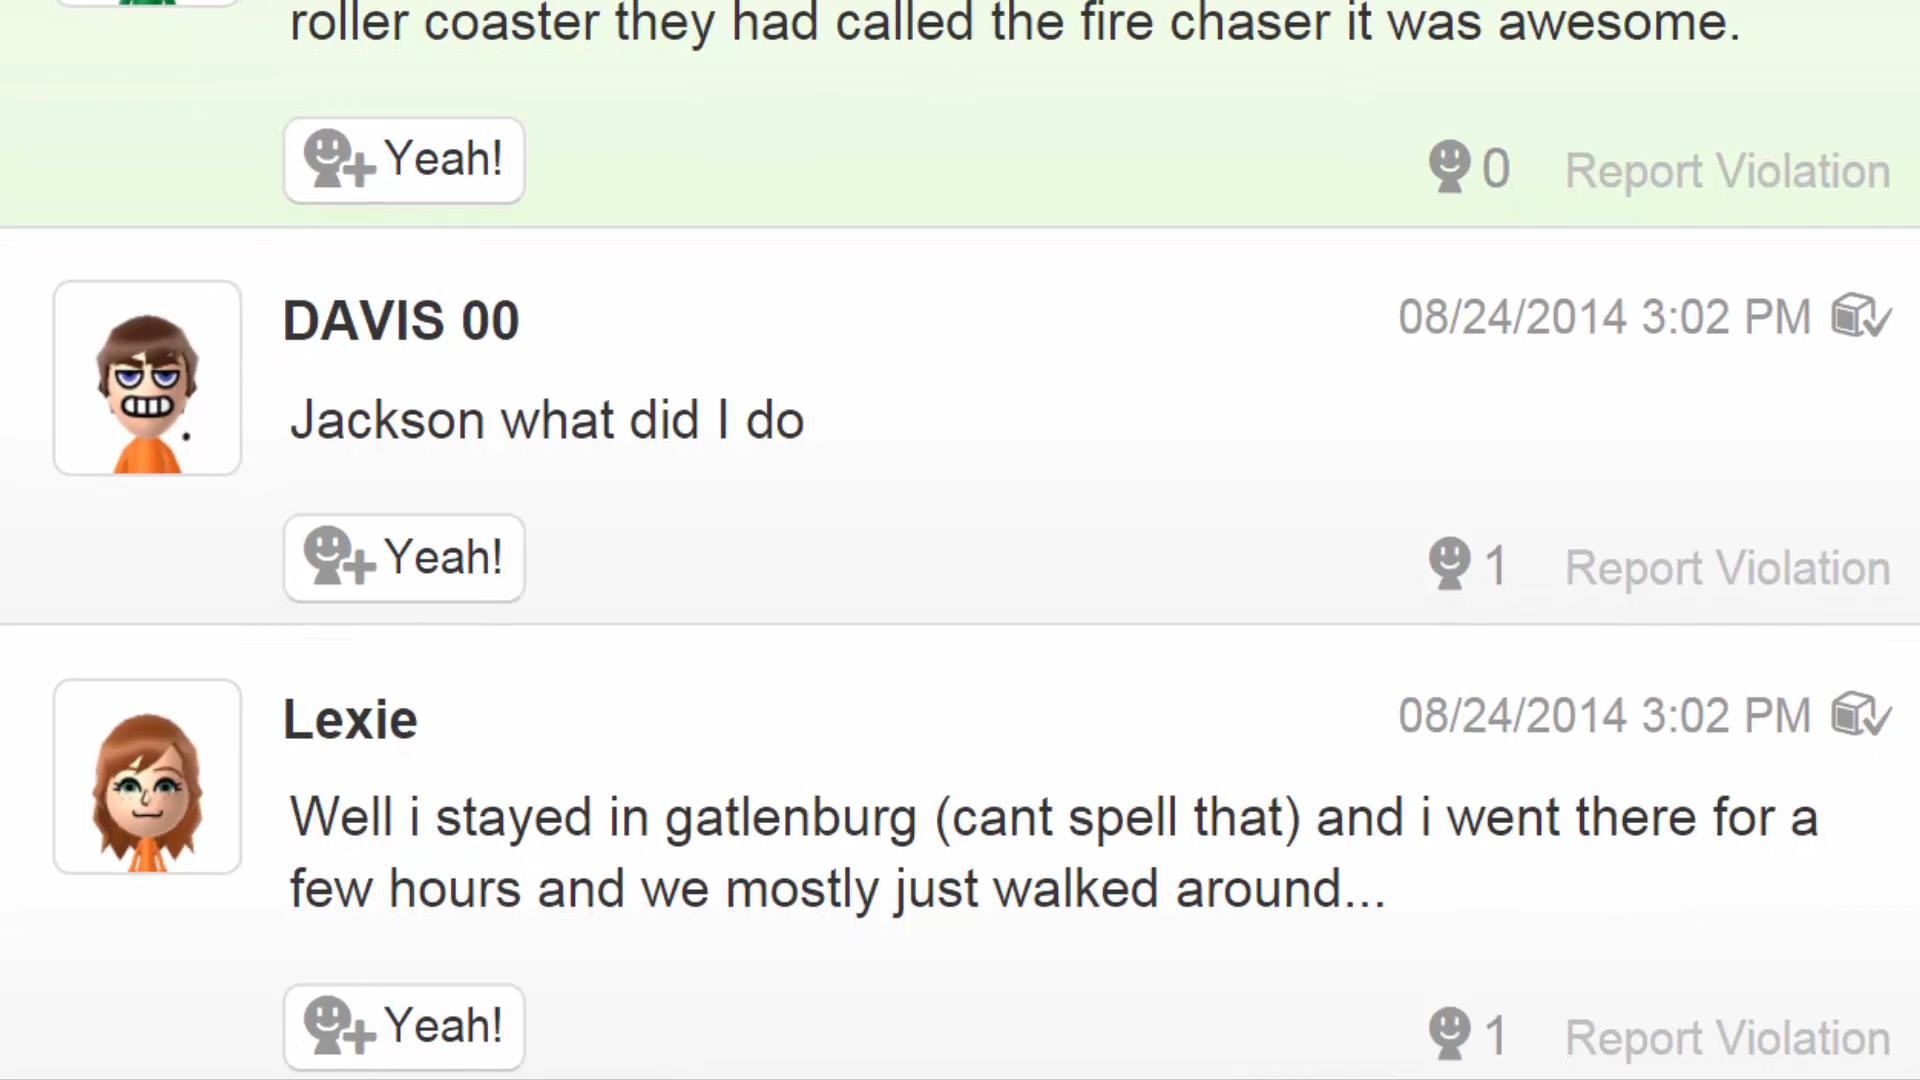 roller coaster they had called the fire chaser it was awesome.
Yeah!
0 Report Violation
DAVIS 00
08/24/2014 3:02 PM
Jackson what did I do
Yeah!
1 Report Violation
Lexie
08/24/2014 3:02 PM
Well i stayed in gatlenburg (cant spell that) and i went there for a
few hours and we mostly just walked around...
Yeah!
1 Report Violation